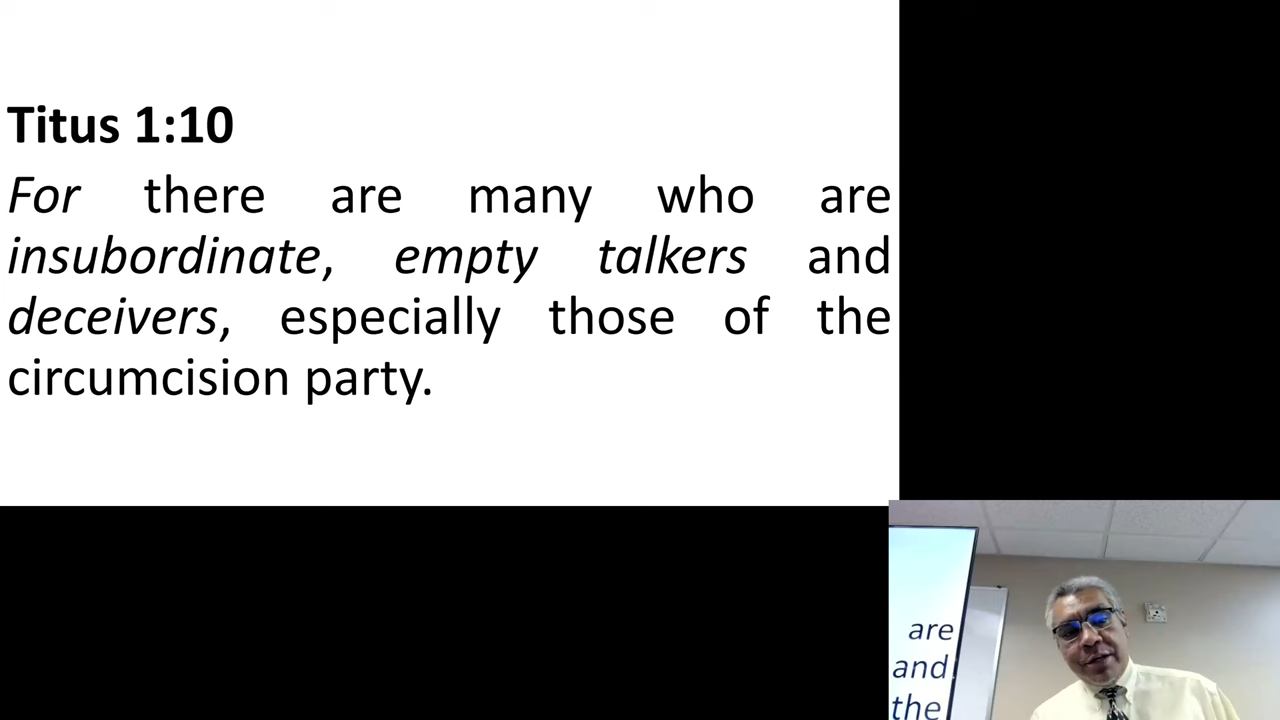 Titus 1:10
For there are many who are
insubordinate, empty talkers and
deceivers, especially those of the
circumcision party.
are
and
the